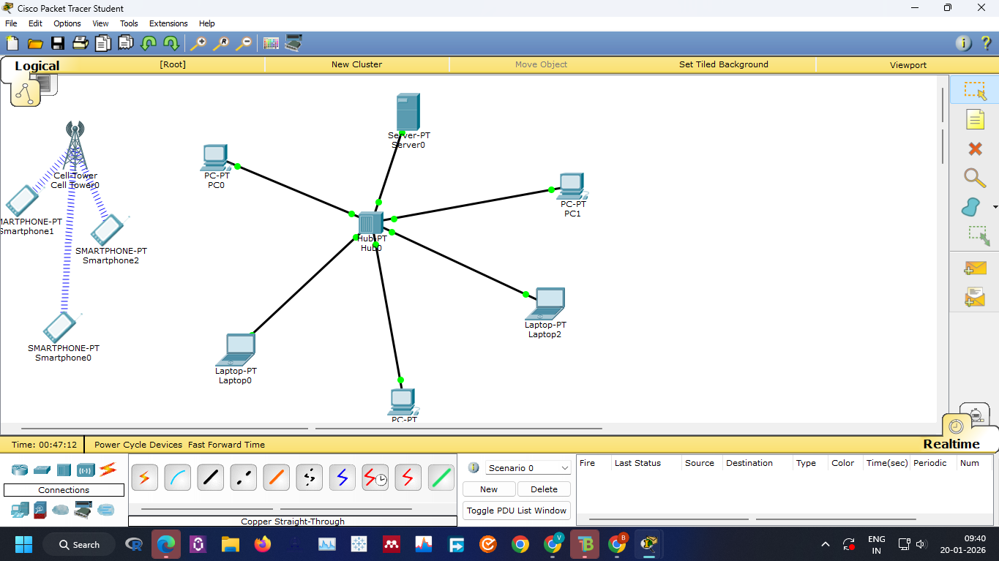 Cisco Packet Tracer Student
File Edit Options View Tools Extensions Help
Logical [Root] New Cluster Move Object Set Tiled Background Viewport
Server-PT
Server0
PC-PT
PC0
Cell-Tower
Cell Tower0
PC-PT
PC1
MARTPHONE-PT
Smartphone1
SMARTPHONE-PT
Smartphone2
Hub-PT
Hub0
Laptop-PT
Laptop2
SMARTPHONE-PT
Smartphone0
Laptop-PT
Laptop0
PC-PT
Time: 00:47:12 Power Cycle Devices Fast Forward Time Realtime
Connections
Copper Straight-Through
Scenario 0
New Delete
Toggle PDU List Window
Fire Last Status Source Destination Type Color Time(sec) Periodic Num
Search
ENG
IN
09:40
20-01-2026